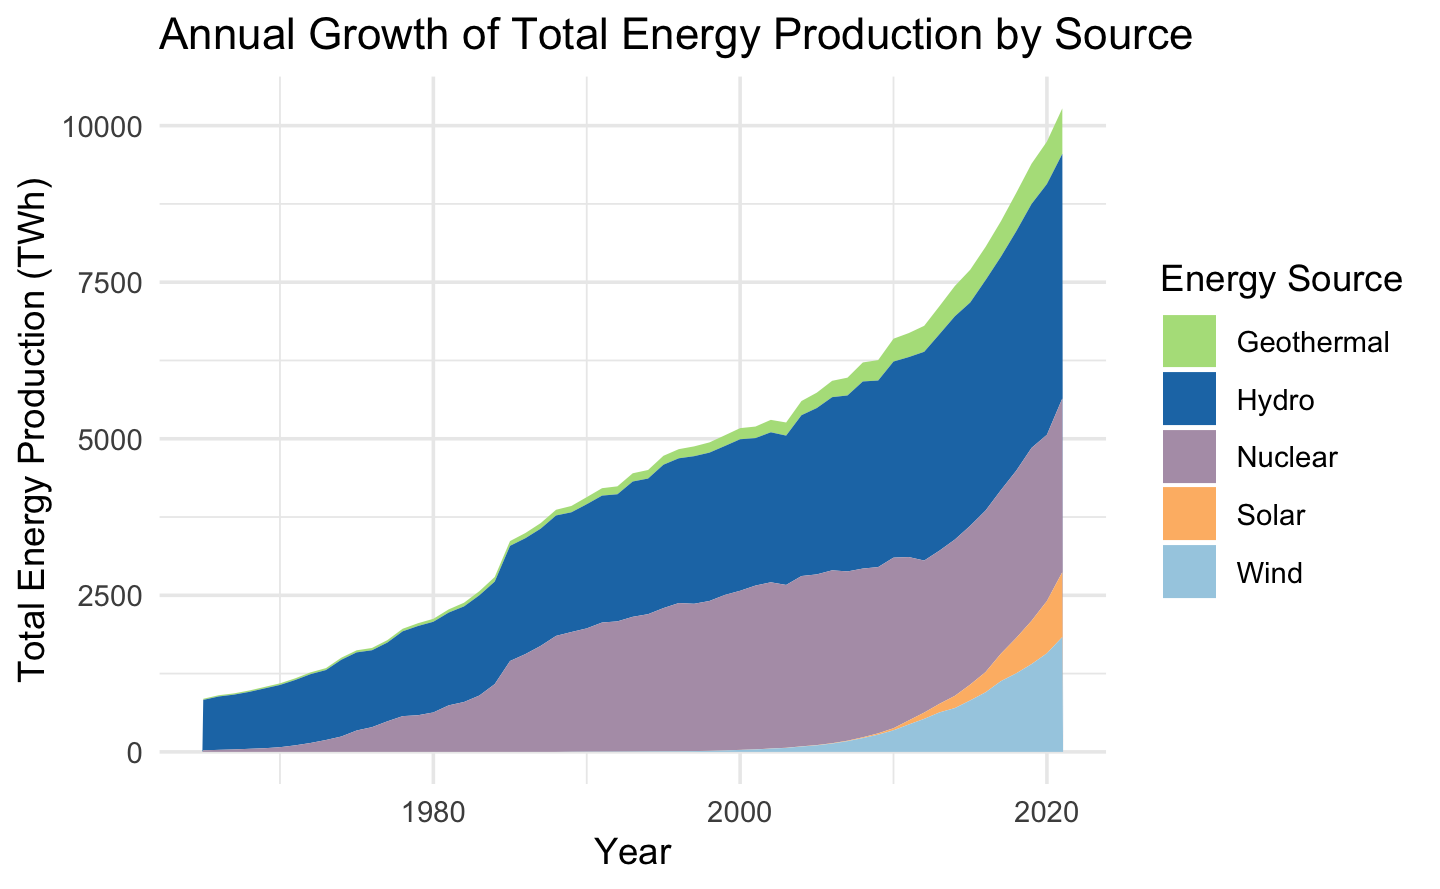 Annual Growth of Total Energy Production by Source
Total Energy Production (TWh)
10000
7500
5000
2500
0
1980
2000
2020
Year
Energy Source
Geothermal
Hydro
Nuclear
Solar
Wind